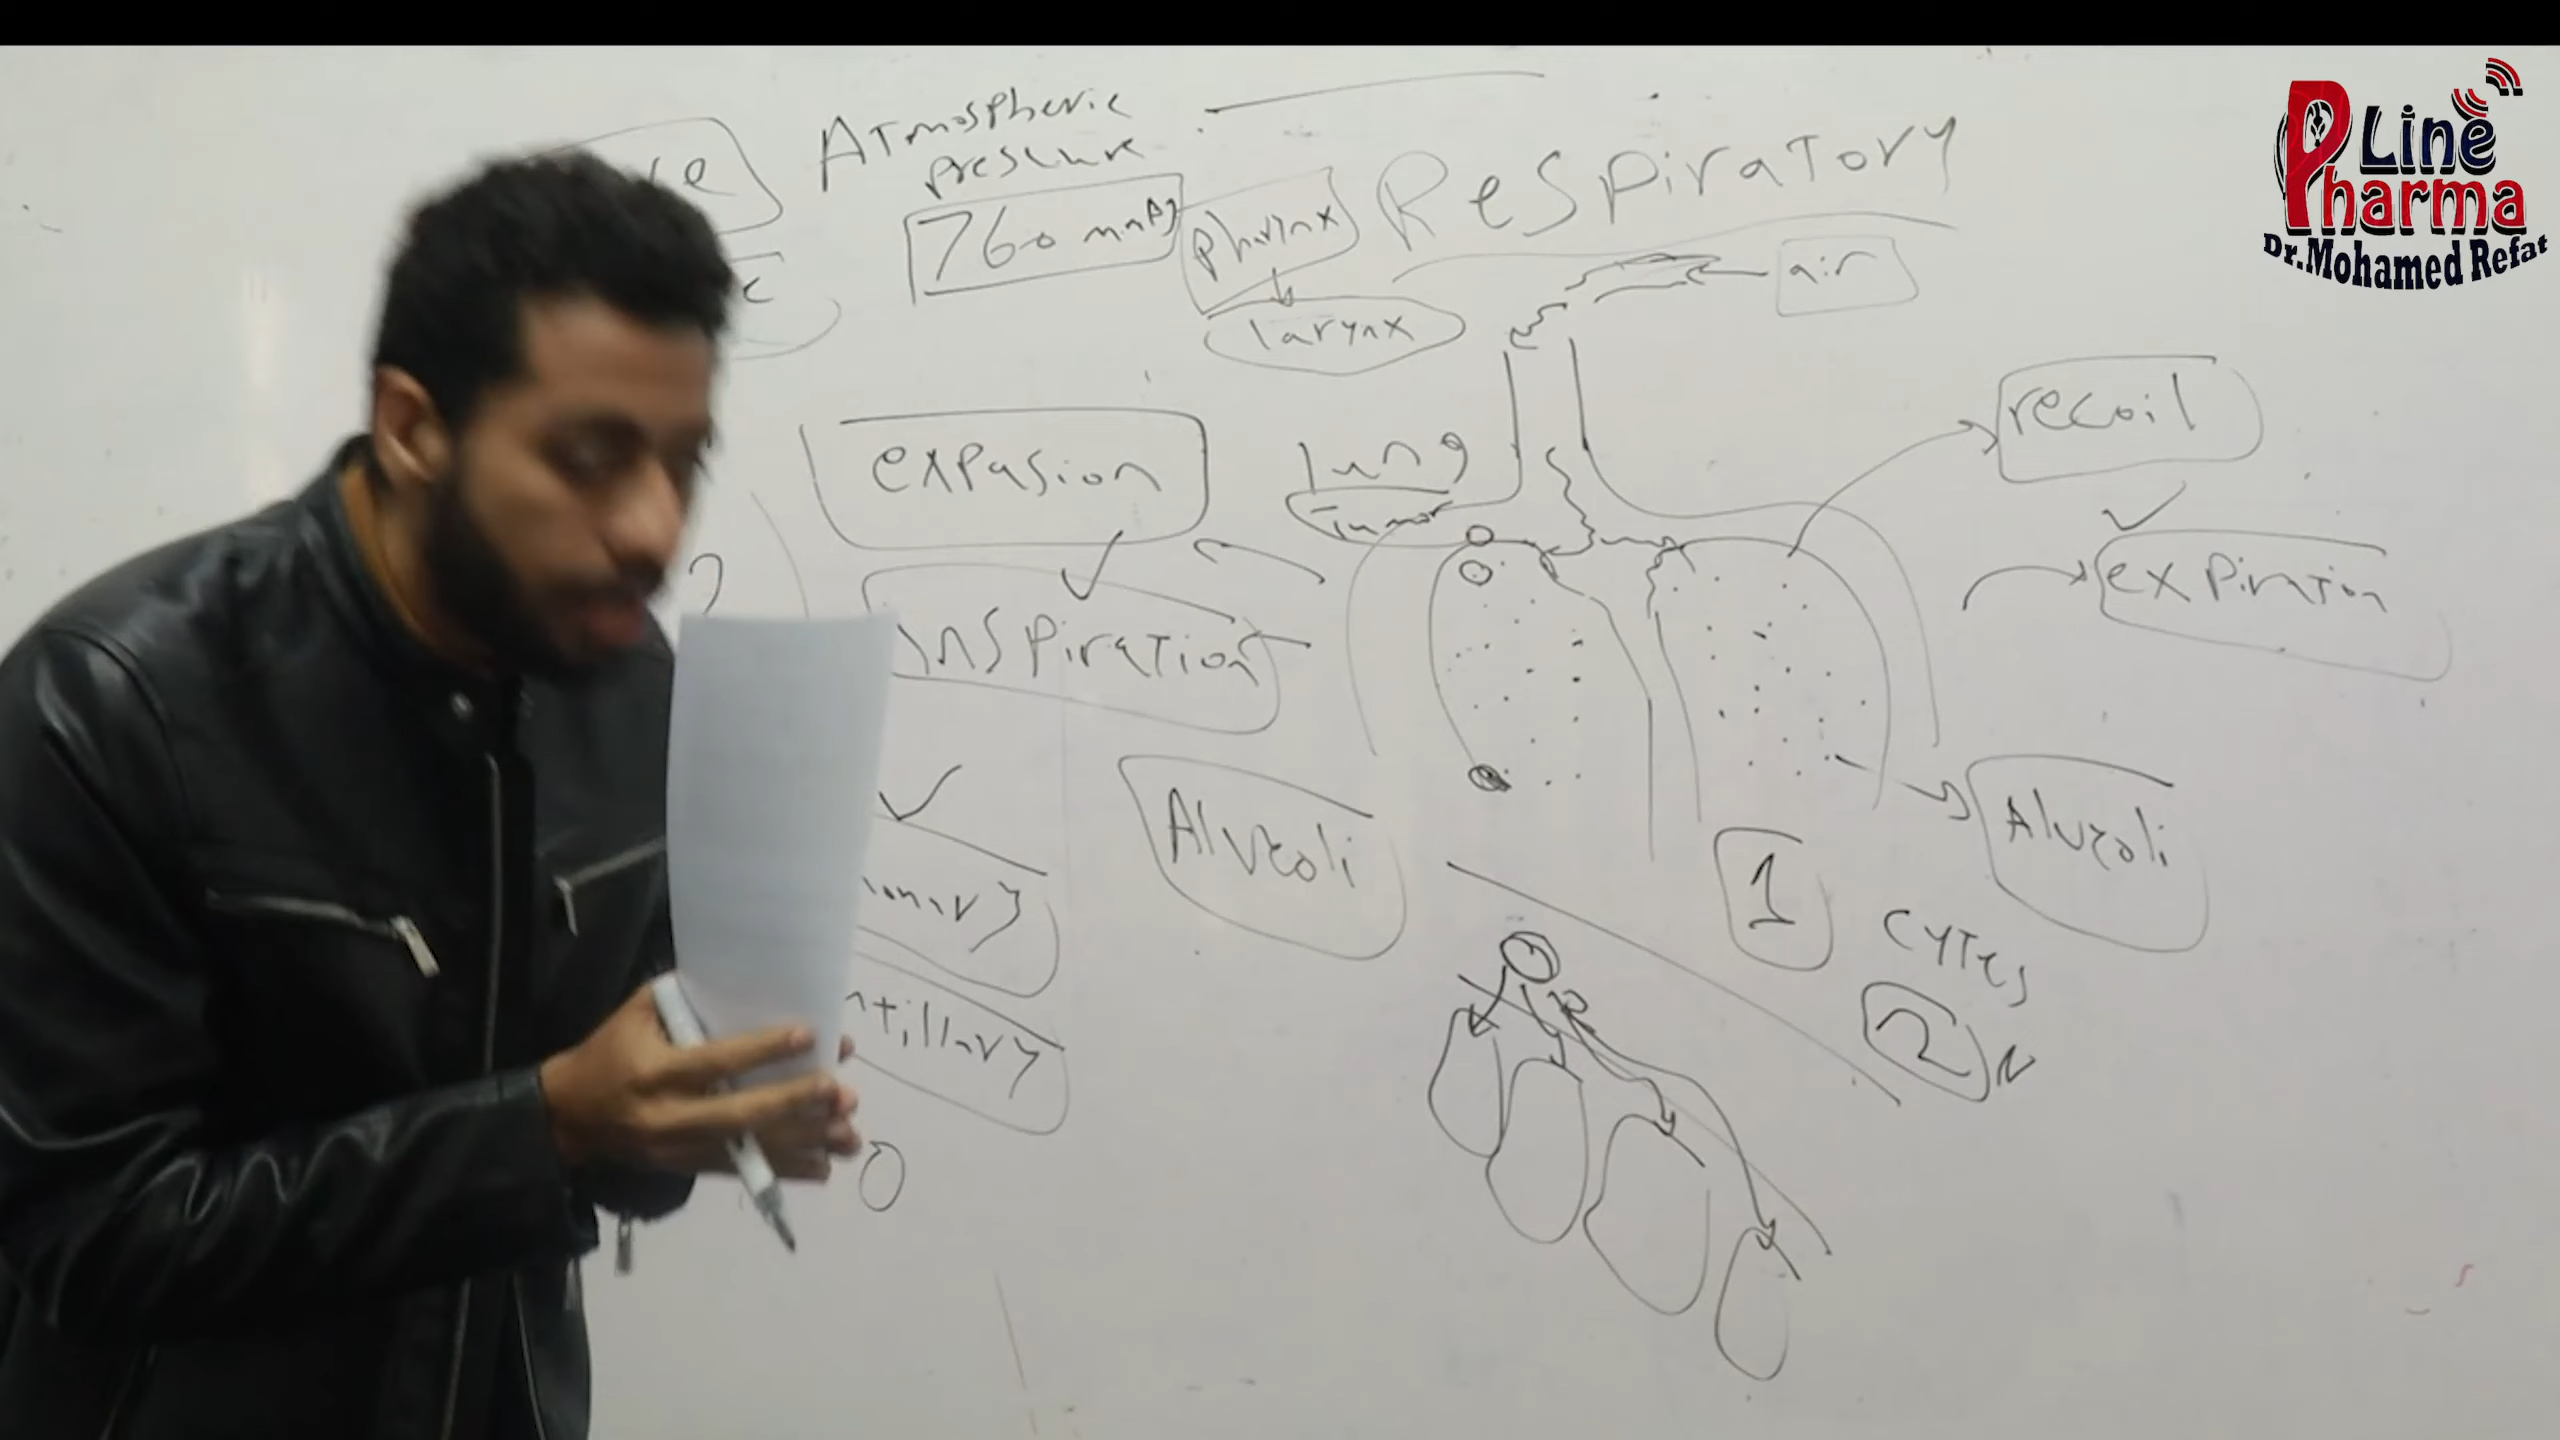 Atmospheric
pressure
760 mmHg
pharynx
larynx
Respiratory
air
Line
Pharma
Dr.Mohamed Refat
recoil
expasion
lung
Tumor
expiration
inspiration
Alveoli
Alveoli
1
cytes
2
N
O